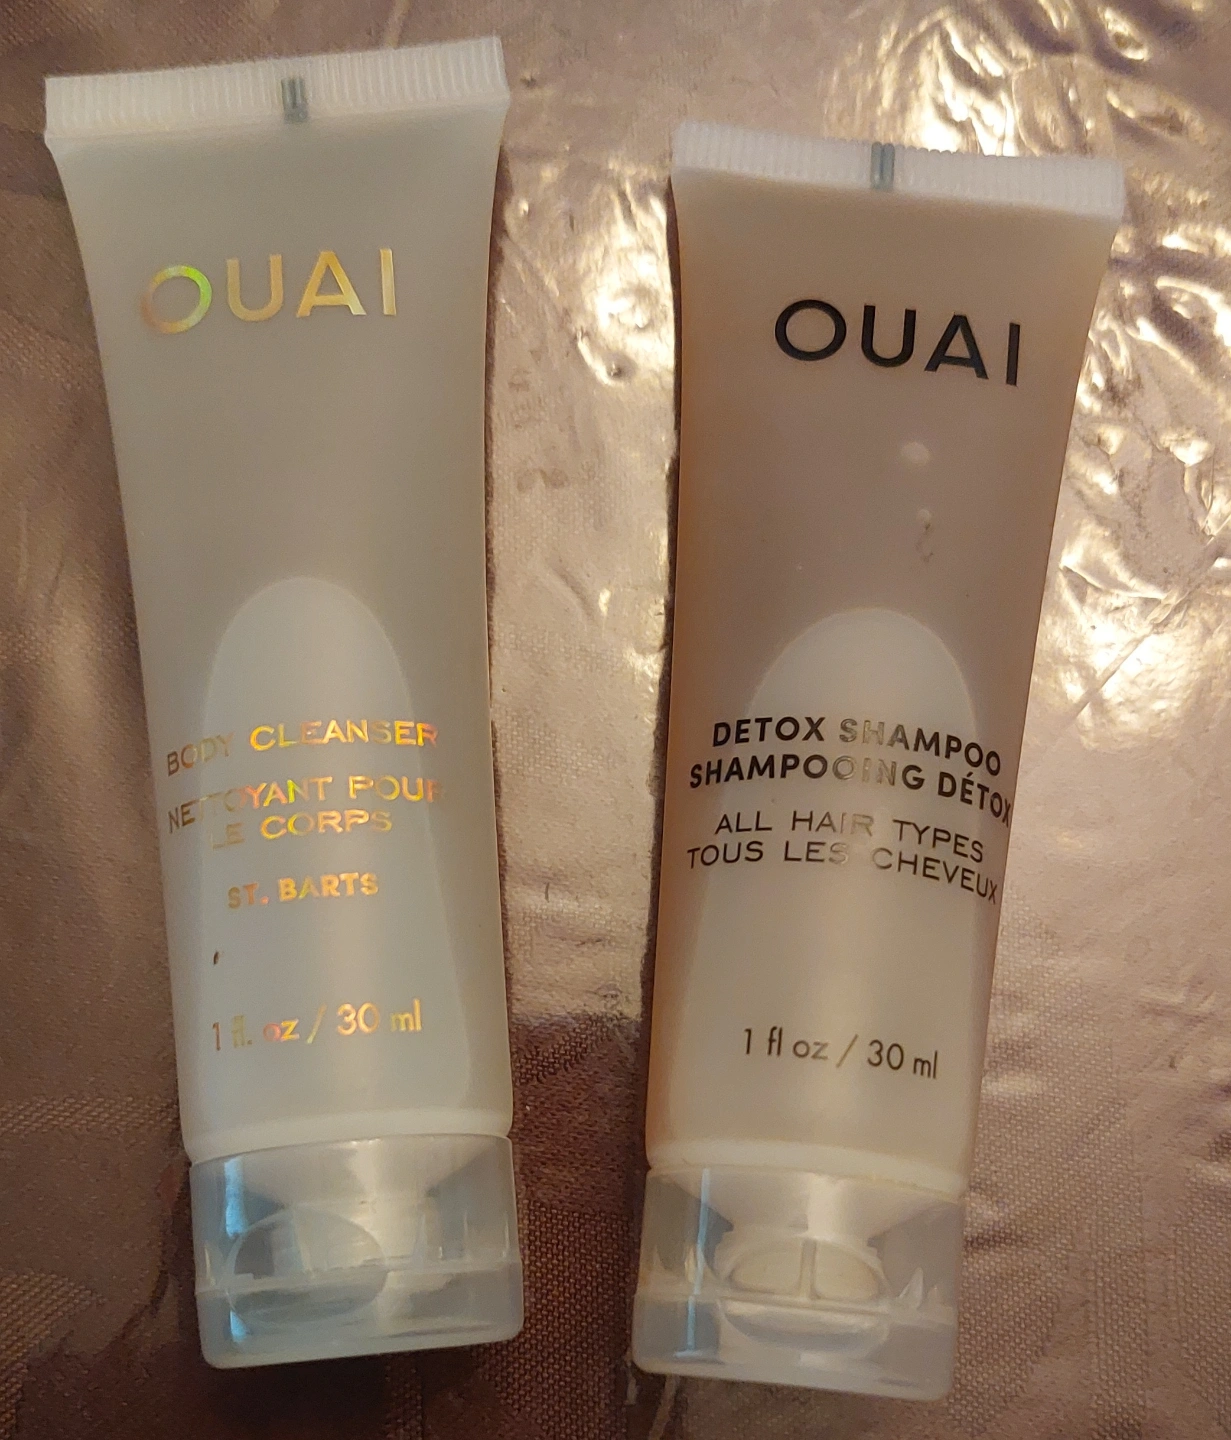 OUAI
BODY CLEANSER
NETTOYANT POUR
LE CORPS
ST. BARTS
1 fl. oz / 30 ml
OUAI
DETOX SHAMPOO
SHAMPOOING DÉTOX
ALL HAIR TYPES
TOUS LES CHEVEUX
1 fl oz / 30 ml